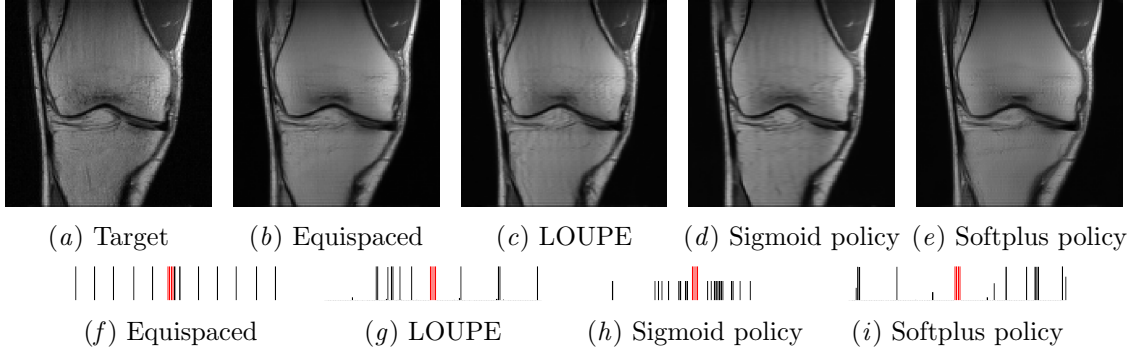 (a) Target (b) Equispaced (c) LOUPE (d) Sigmoid policy (e) Softplus policy
(f) Equispaced (g) LOUPE (h) Sigmoid policy (i) Softplus policy